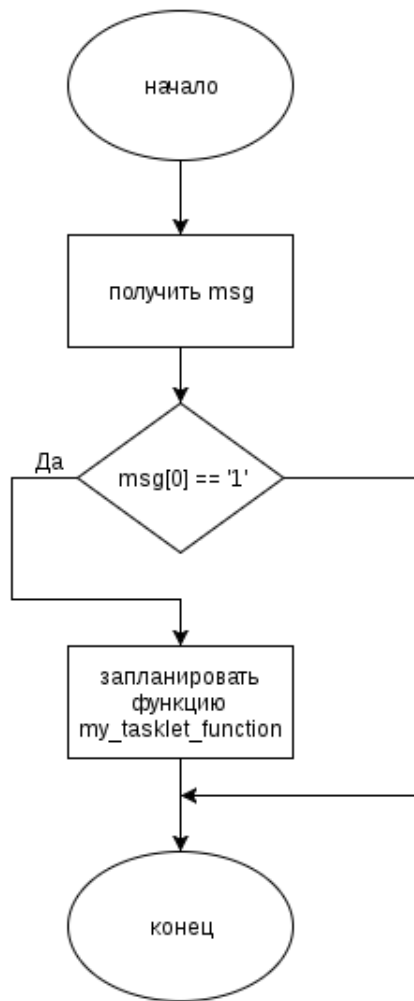 начало
получить msg
Да
msg[0] == '1'
запланировать
функцию
my_tasklet_function
конец